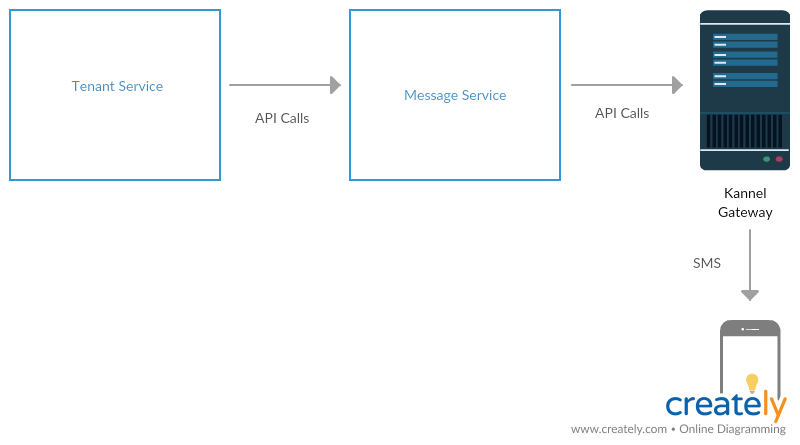 Tenant Service
Message Service
API Calls
API Calls
Kannel
Gateway
SMS
creately
www.creately.com • Online Diagramming